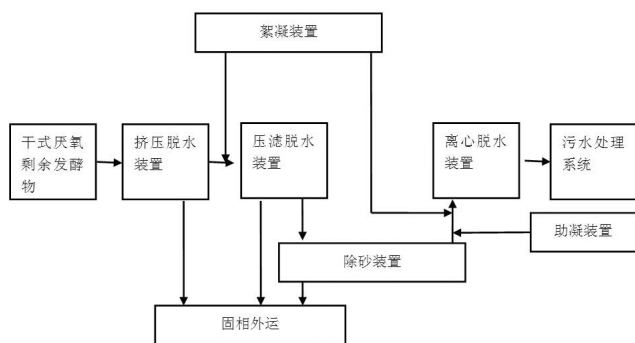 絮凝装置
干式厌氧
剩余发酵
物
挤压脱水
装置
压滤脱水
装置
离心脱水
装置
污水处理
系统
助凝装置
除砂装置
固相外运